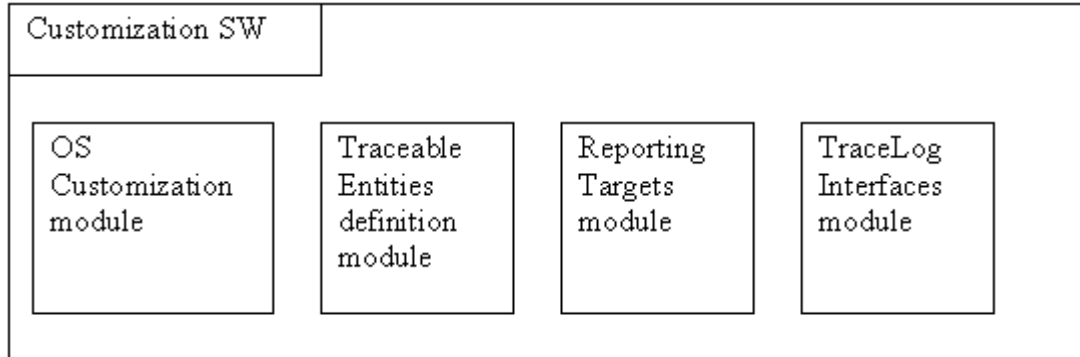 Customization SW
OS
Customization
module
Traceable
Entities
definition
module
Reporting
Targets
module
TraceLog
Interfaces
module